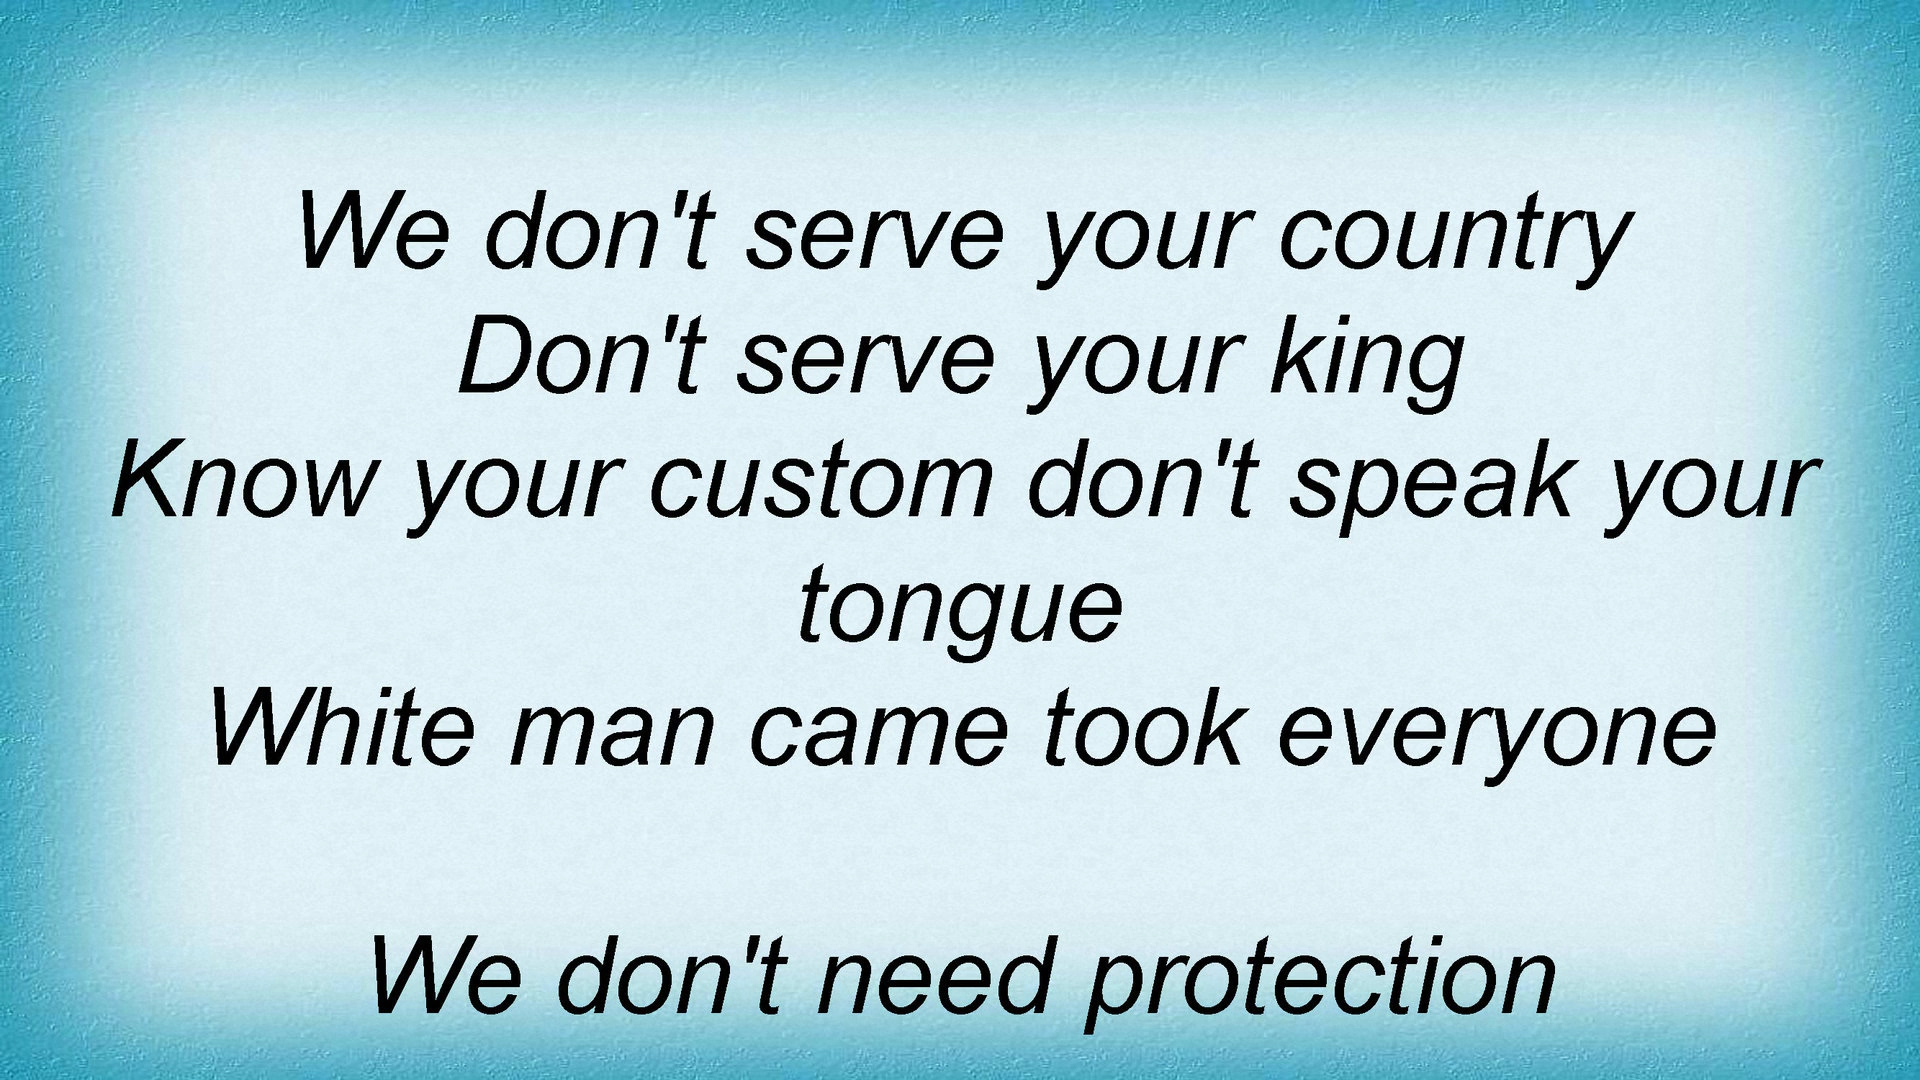 We don't serve your country
Don't serve your king
Know your custom don't speak your
tongue
White man came took everyone
We don't need protection